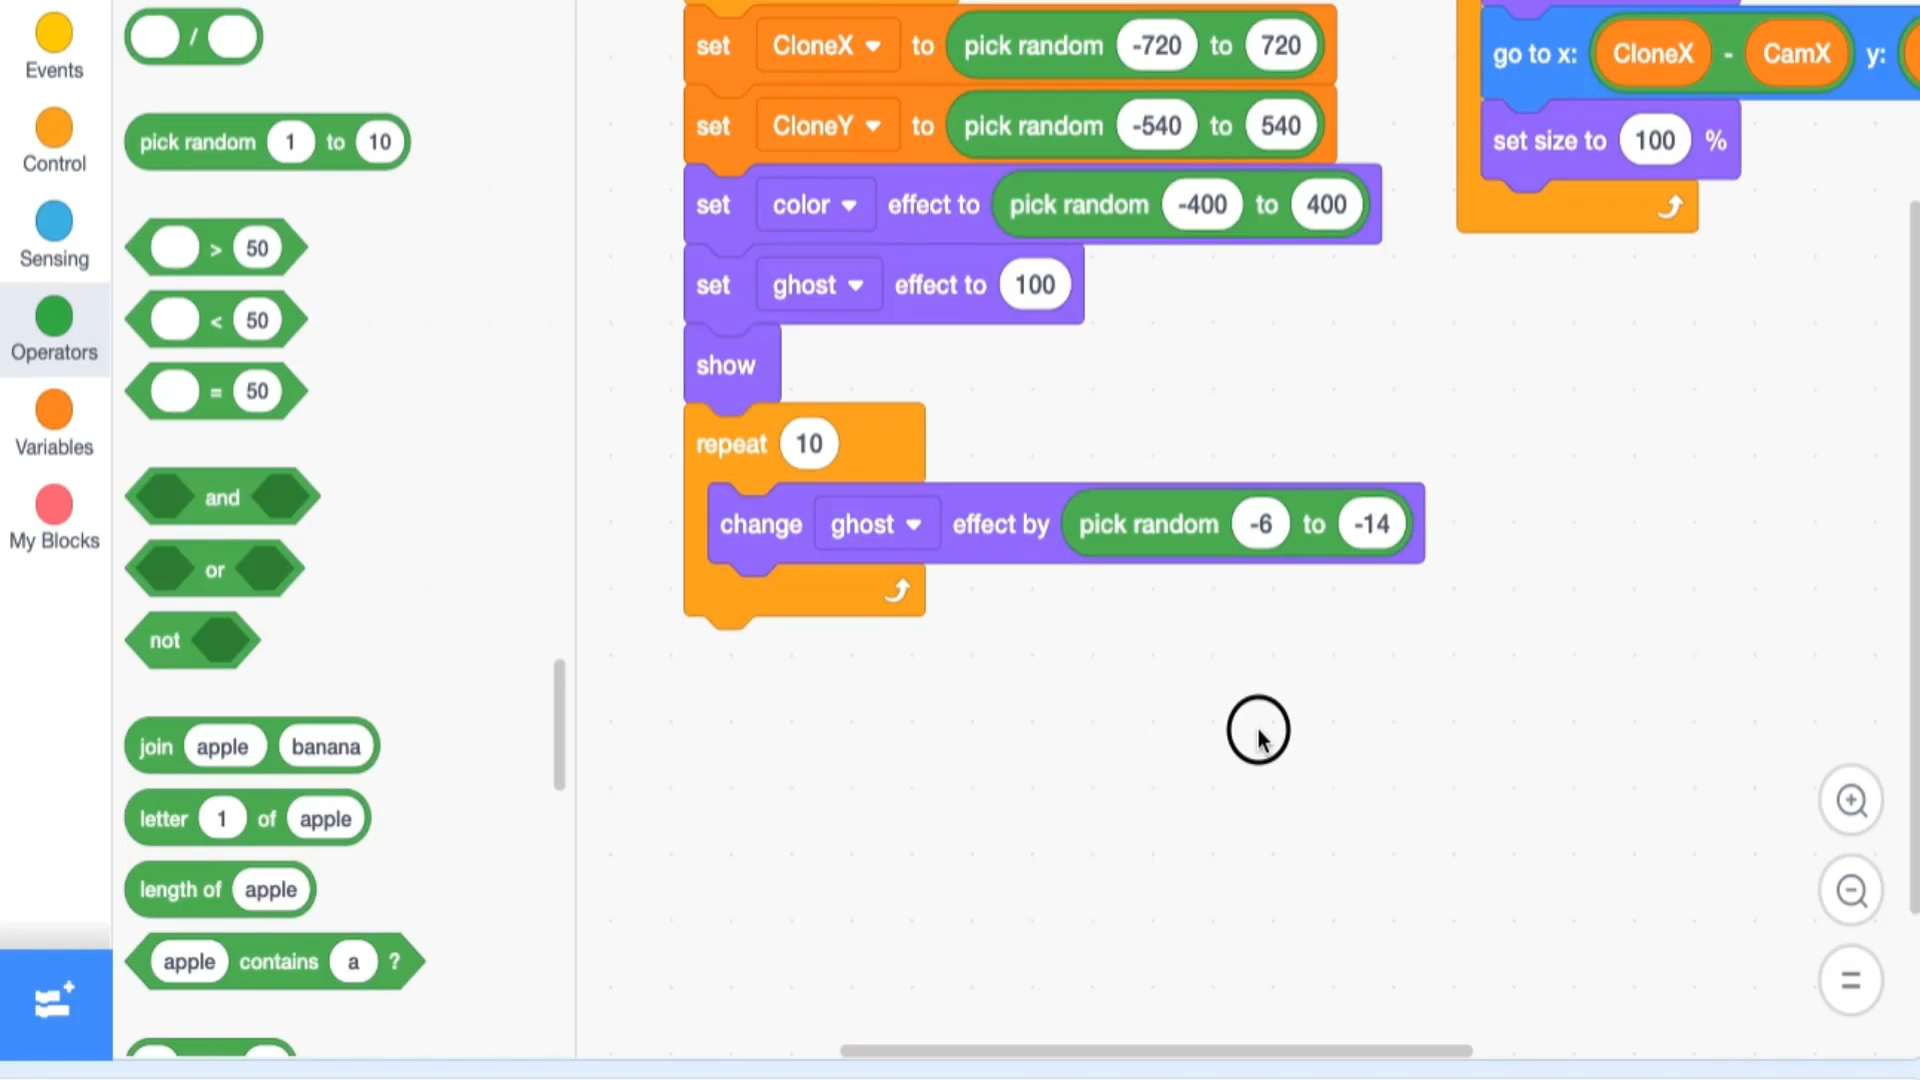 Events
Control
Sensing
Operators
Variables
My Blocks
/
pick random 1 to 10
> 50
< 50
= 50
and
or
not
join apple banana
letter 1 of apple
length of apple
apple contains a ?
set CloneX to pick random -720 to 720
set CloneY to pick random -540 to 540
set color effect to pick random -400 to 400
set ghost effect to 100
show
repeat 10
change ghost effect by pick random -6 to -14
go to x: CloneX - CamX y:
set size to 100 %